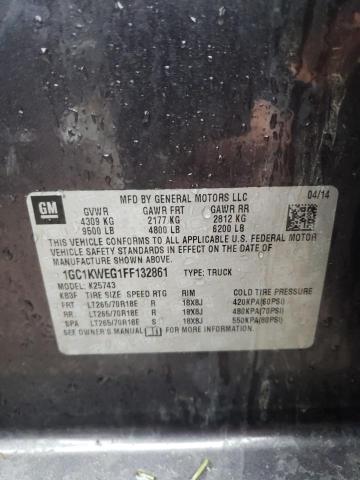 MFD BY GENERAL MOTORS LLC 04/14
GM GVWR GAWR FRT GAWR RR
4309 KG 2177 KG 2812 KG
9500 LB 4800 LB 6200 LB
THIS VEHICLE CONFORMS TO ALL APPLICABLE U.S. FEDERAL MOTOR
VEHICLE SAFETY STANDARDS IN EFFECT ON THE DATE OF
MANUFACTURE SHOWN ABOVE.
1GC1KWEG1FF132861 TYPE: TRUCK
MODEL: K25743
K83F TIRE SIZE SPEED RTG RIM COLD TIRE PRESSURE
FRT LT265/70R18E R 18X8J 420KPA(60PSI)
RR LT265/70R18E R 18X8J 480KPA(70PSI)
SPA LT265/70R18E S 18X8J 550KPA(80PSI)
SEE OWNER'S MANUAL FOR MORE INFORMATION.